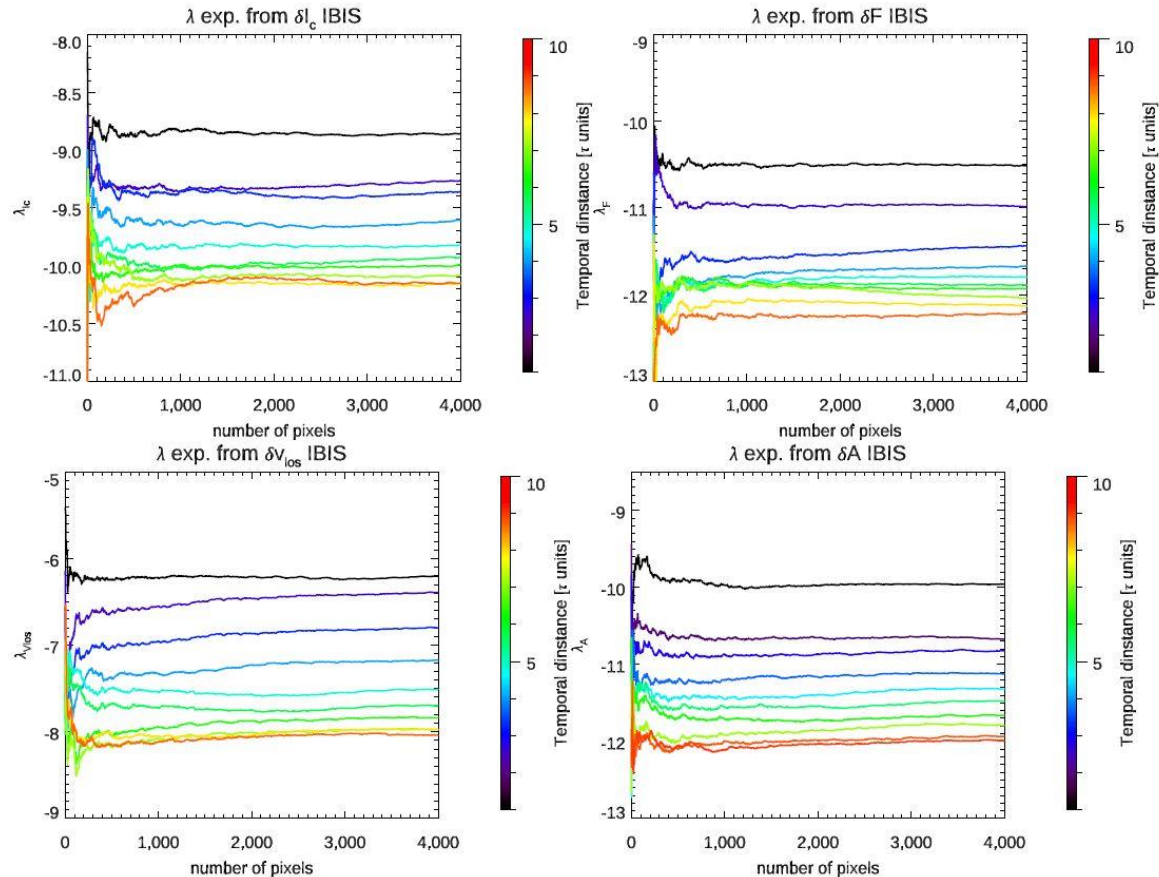 λ exp. from δIc IBIS
-8.0
-8.5
-9.0
-9.5
-10.0
-10.5
-11.0
λIc
0 1,000 2,000 3,000 4,000
number of pixels
10
5
Temporal dinstance [τ units]
λ exp. from δF IBIS
-9
-10
-11
-12
-13
λF
0 1,000 2,000 3,000 4,000
number of pixels
10
5
Temporal dinstance [τ units]
λ exp. from δvlos IBIS
-5
-6
-7
-8
-9
λvlos
0 1,000 2,000 3,000 4,000
number of pixels
10
5
Temporal dinstance [τ units]
λ exp. from δA IBIS
-9
-10
-11
-12
-13
λA
0 1,000 2,000 3,000 4,000
number of pixels
10
5
Temporal dinstance [τ units]